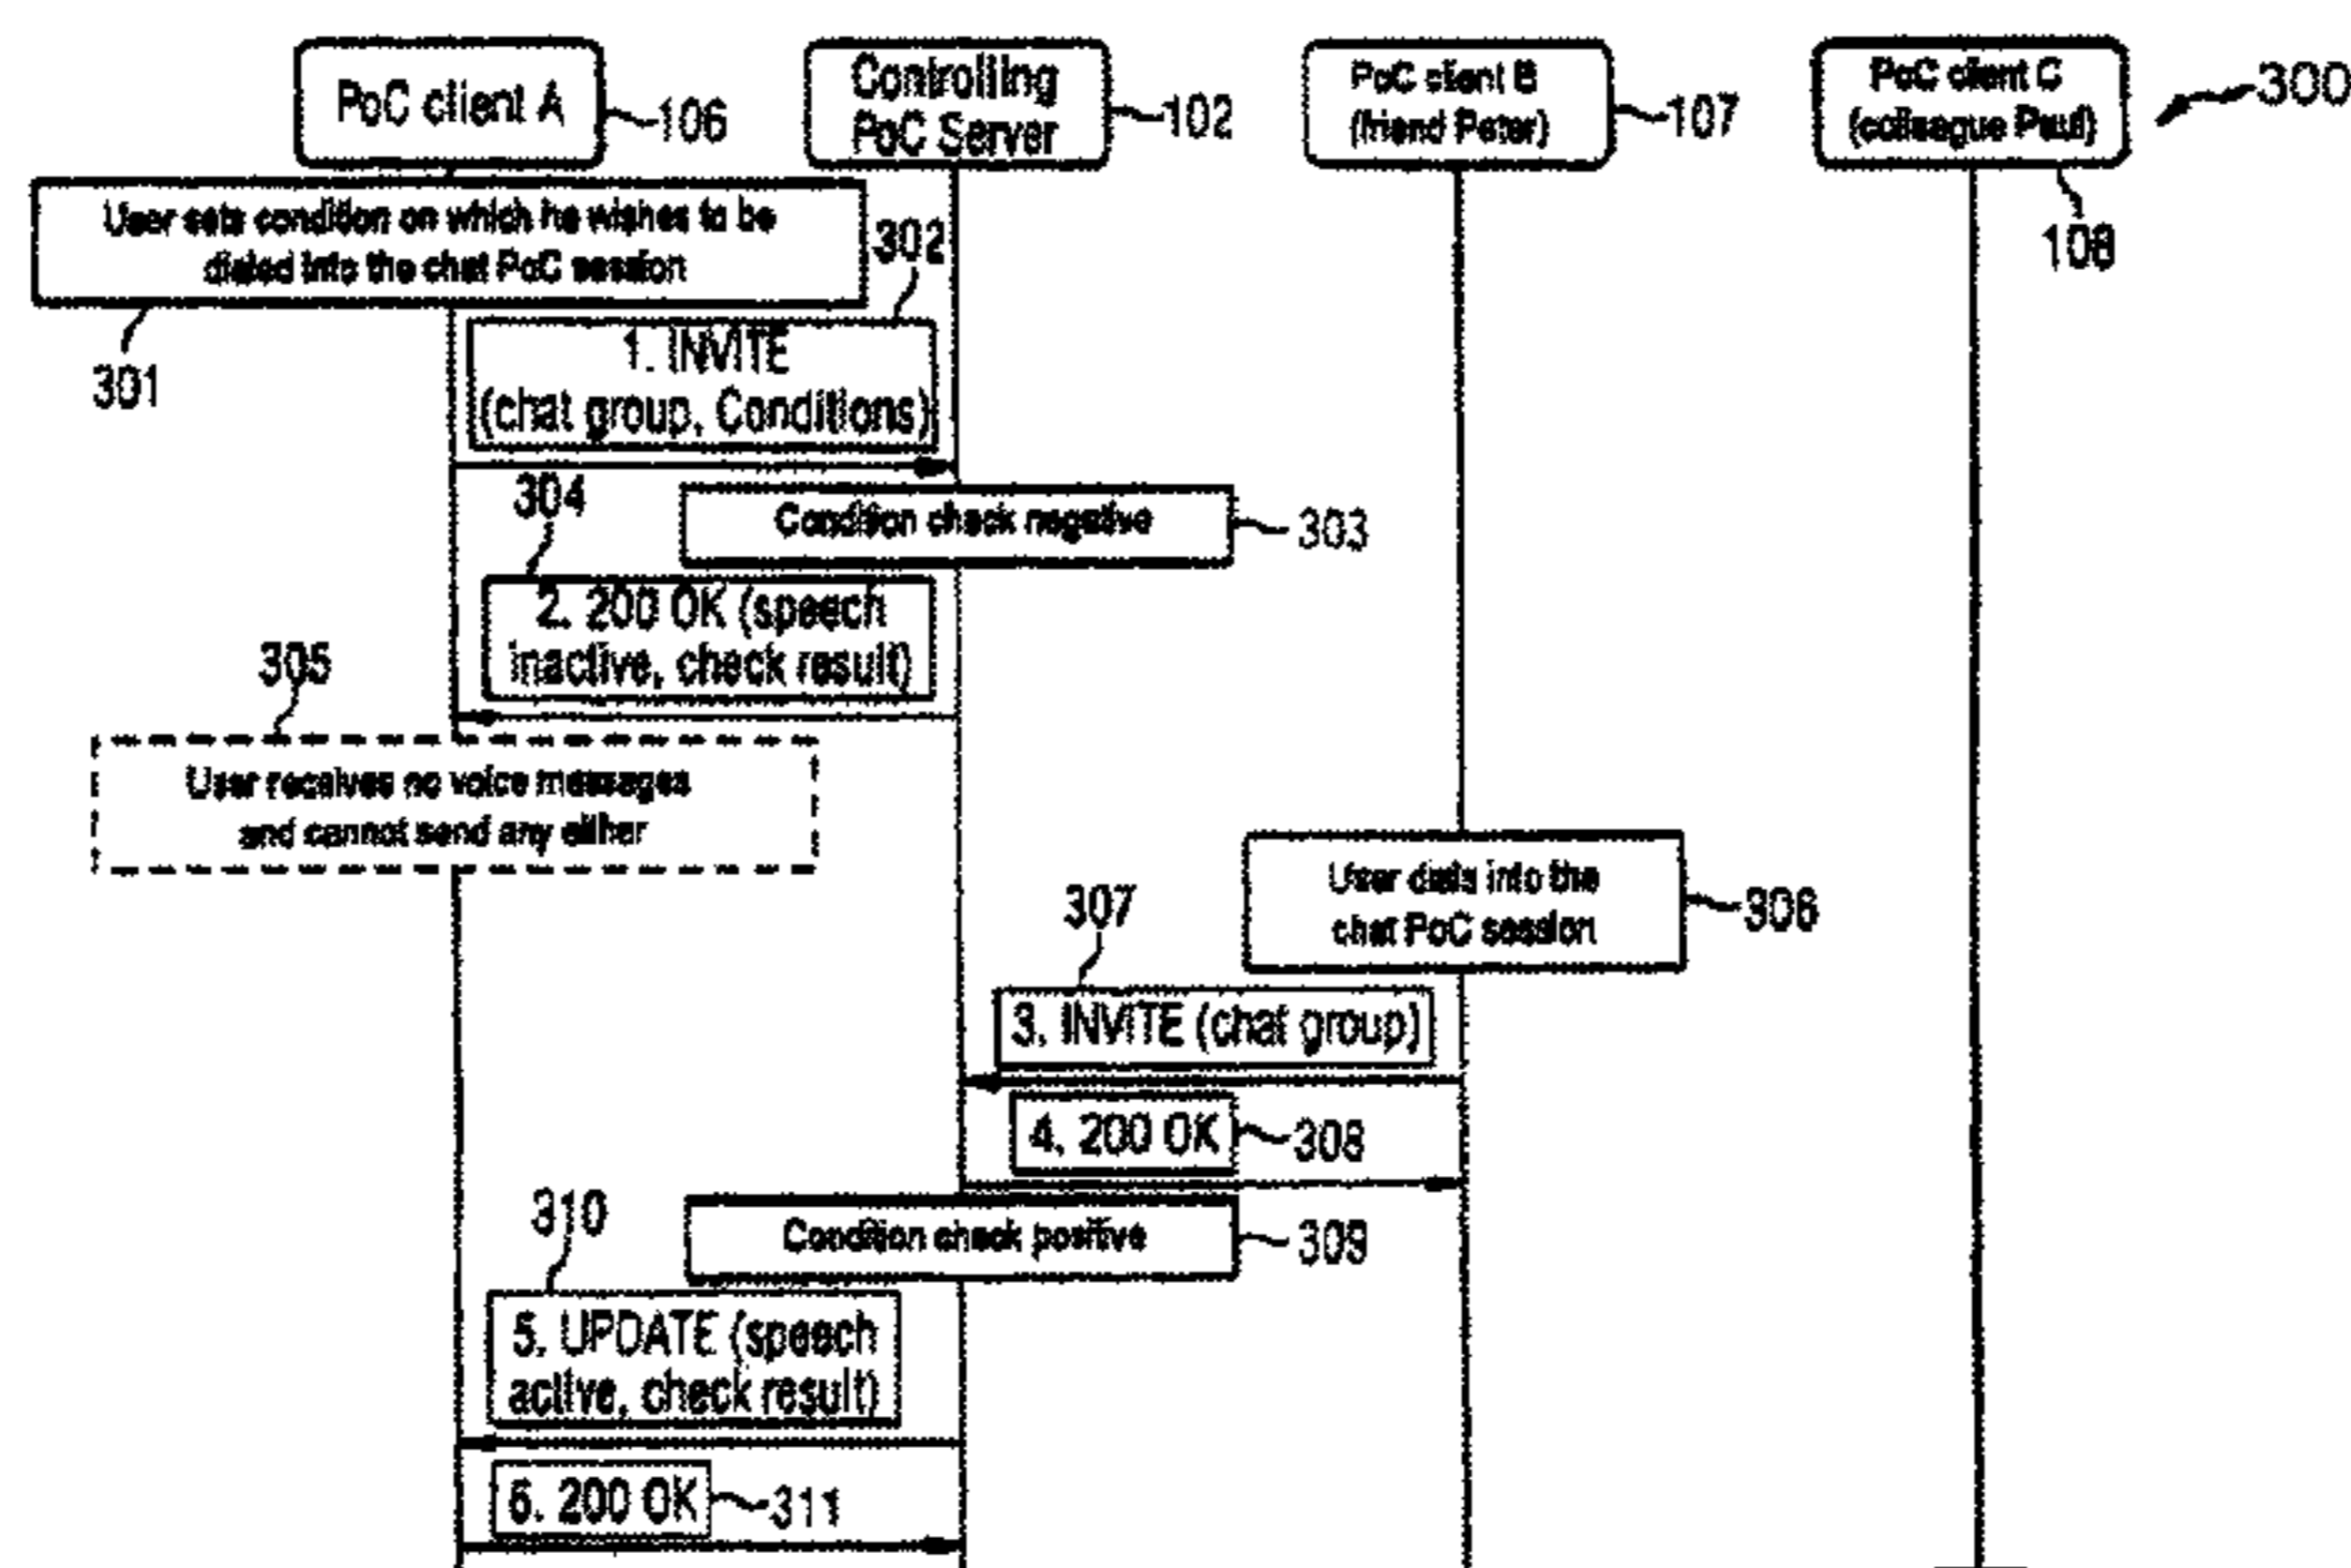 PoC client A
106
Controlling
PoC Server
102
PoC client B
(friend Peter)
107
PoC client C
(colleague Paul)
108
300
User sets condition on which he wishes to be
dialed into the chat PoC session
301
302
1. INVITE
(chat group, Conditions)
304
Condition check negative
303
2. 200 OK (speech
inactive, check result)
305
User receives no voice messages
and cannot send any either
User dials into the
chat PoC session
306
307
3. INVITE (chat group)
4. 200 OK
308
310
Condition check positive
309
5. UPDATE (speech
active, check result)
6. 200 OK
311